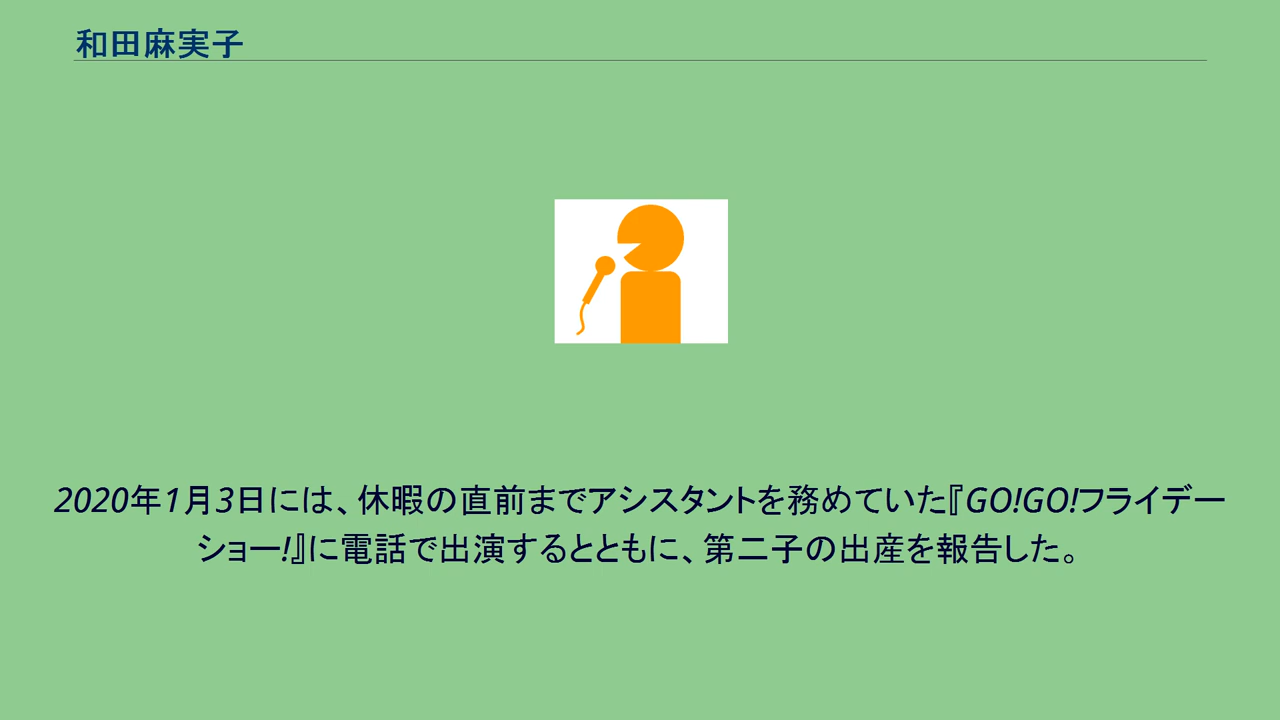 和田麻実子
2020年1月3日には、休暇の直前までアシスタントを務めていた『GO!GO!フライデー
ショー!』に電話で出演するとともに、第二子の出産を報告した。